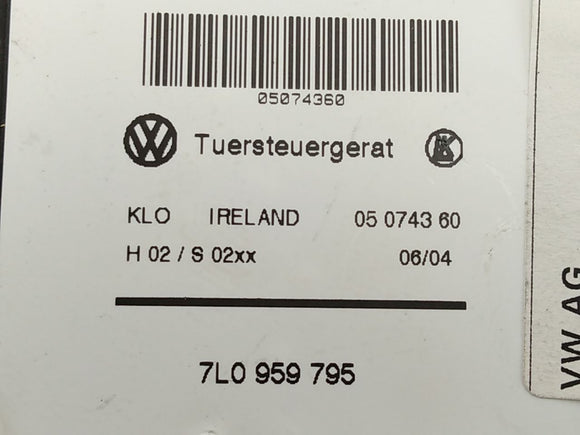 05074360
Tuersteuergerat
KLO IRELAND 05 0743 60
H 02 / S 02xx 06/04
7L0 959 795
VW AG